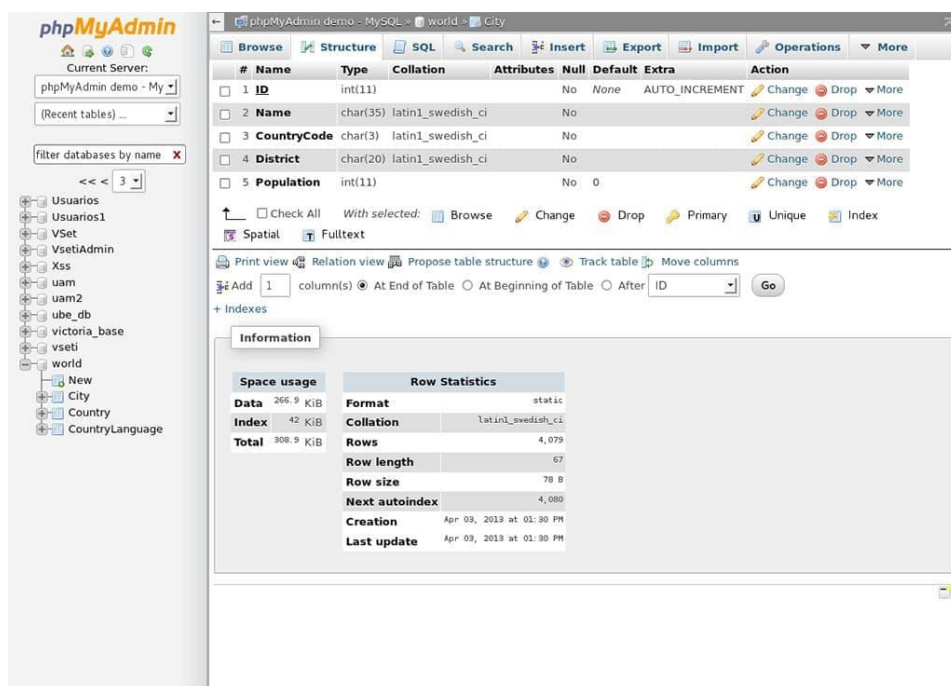 phpMyAdmin
Current Server:
phpMyAdmin demo - My
(Recent tables) ...
filter databases by name X
<< < 3
Usuarios
Usuarios1
VSet
VsetiAdmin
Xss
uam
uam2
ube_db
victoria_base
vseti
world
New
City
Country
CountryLanguage
phpMyAdmin demo - MySQL » world » City
Browse Structure SQL Search Insert Export Import Operations More
# Name Type Collation Attributes Null Default Extra Action
1 ID int(11) No None AUTO_INCREMENT Change Drop More
2 Name char(35) latin1_swedish_ci No Change Drop More
3 CountryCode char(3) latin1_swedish_ci No Change Drop More
4 District char(20) latin1_swedish_ci No Change Drop More
5 Population int(11) No 0 Change Drop More
Check All With selected: Browse Change Drop Primary Unique Index
Spatial Fulltext
Print view Relation view Propose table structure Track table Move columns
Add 1 column(s) At End of Table At Beginning of Table After ID Go
+ Indexes
Information
Space usage
Data 266.9 KiB
Index 42 KiB
Total 308.9 KiB
Row Statistics
Format static
Collation latin1_swedish_ci
Rows 4,079
Row length 67
Row size 78 B
Next autoindex 4,080
Creation Apr 03, 2013 at 01:30 PM
Last update Apr 03, 2013 at 01:30 PM